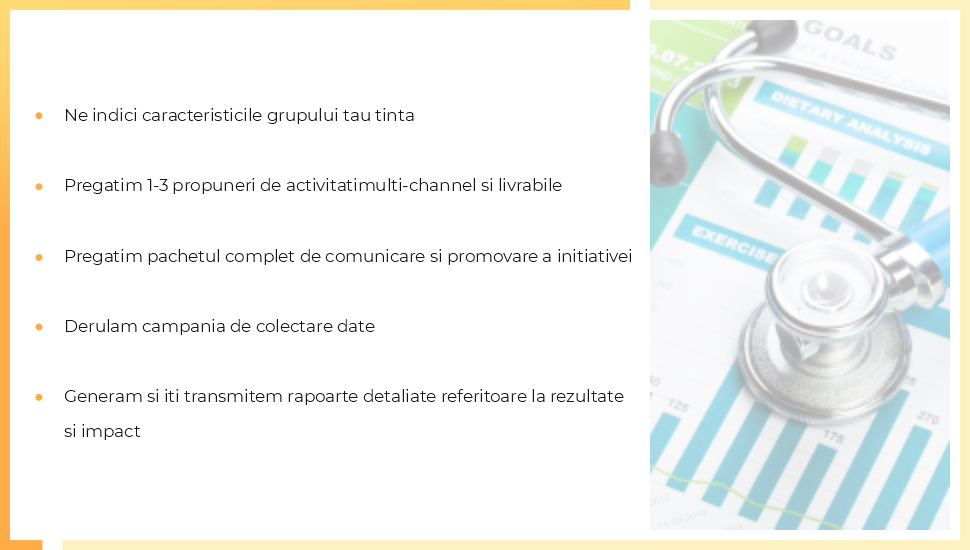 Ne indici caracteristicile grupului tau tinta
Pregatim 1-3 propuneri de activitatimulti-channel si livrabile
Pregatim pachetul complet de comunicare si promovare a initiativei
Derulam campania de colectare date
Generam si iti transmitem rapoarte detaliate referitoare la rezultate
si impact
GOALS
DIETARY ANALYSIS
EXERCISE
125
175
270